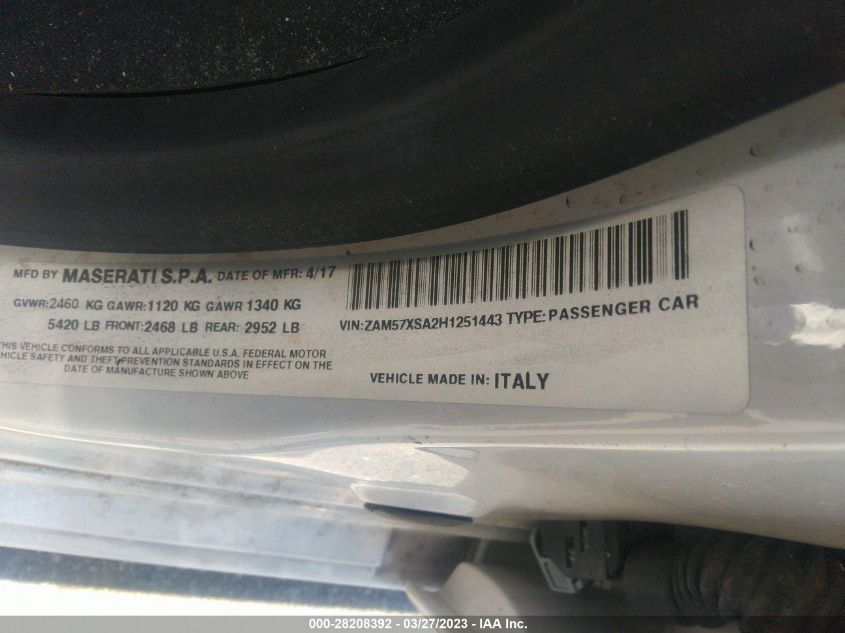 MFD BY MASERATI S.P.A. DATE OF MFR: 4/17
GVWR:2460 KG GAWR:1120 KG GAWR 1340 KG
5420 LB FRONT:2468 LB REAR: 2952 LB
THIS VEHICLE CONFORMS TO ALL APPLICABLE U.S.A. FEDERAL MOTOR
VEHICLE SAFETY AND THEFT PREVENTION STANDARDS IN EFFECT ON THE
DATE OF MANUFACTURE SHOWN ABOVE
VIN:ZAM57XSA2H1251443 TYPE:PASSENGER CAR
VEHICLE MADE IN: ITALY
000-28208392 - 03/27/2023 - IAA Inc.